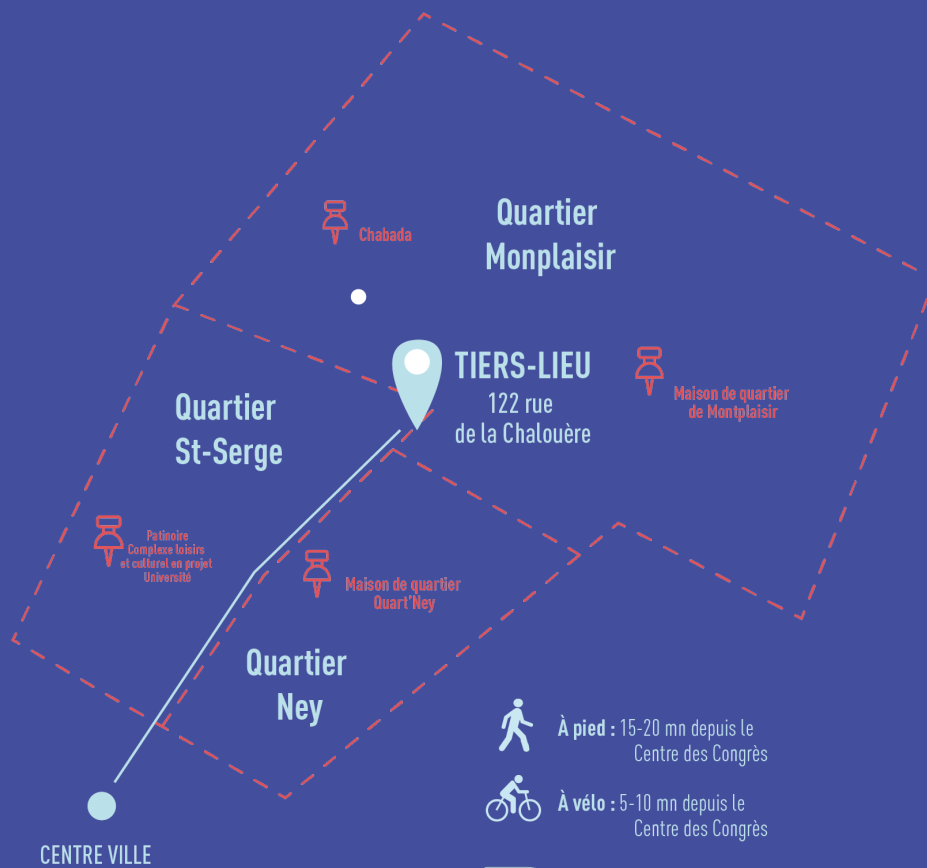 Chabada
Quartier
Monplaisir
TIERS-LIEU
122 rue
de la Chalouère
Maison de quartier
de Montplaisir
Quartier
St-Serge
Patinoire
Complexe loisirs
et culturel en projet
Université
Maison de quartier
Quart'Ney
Quartier
Ney
À pied : 15-20 mn depuis le
Centre des Congrès
À vélo : 5-10 mn depuis le
Centre des Congrès
CENTRE VILLE